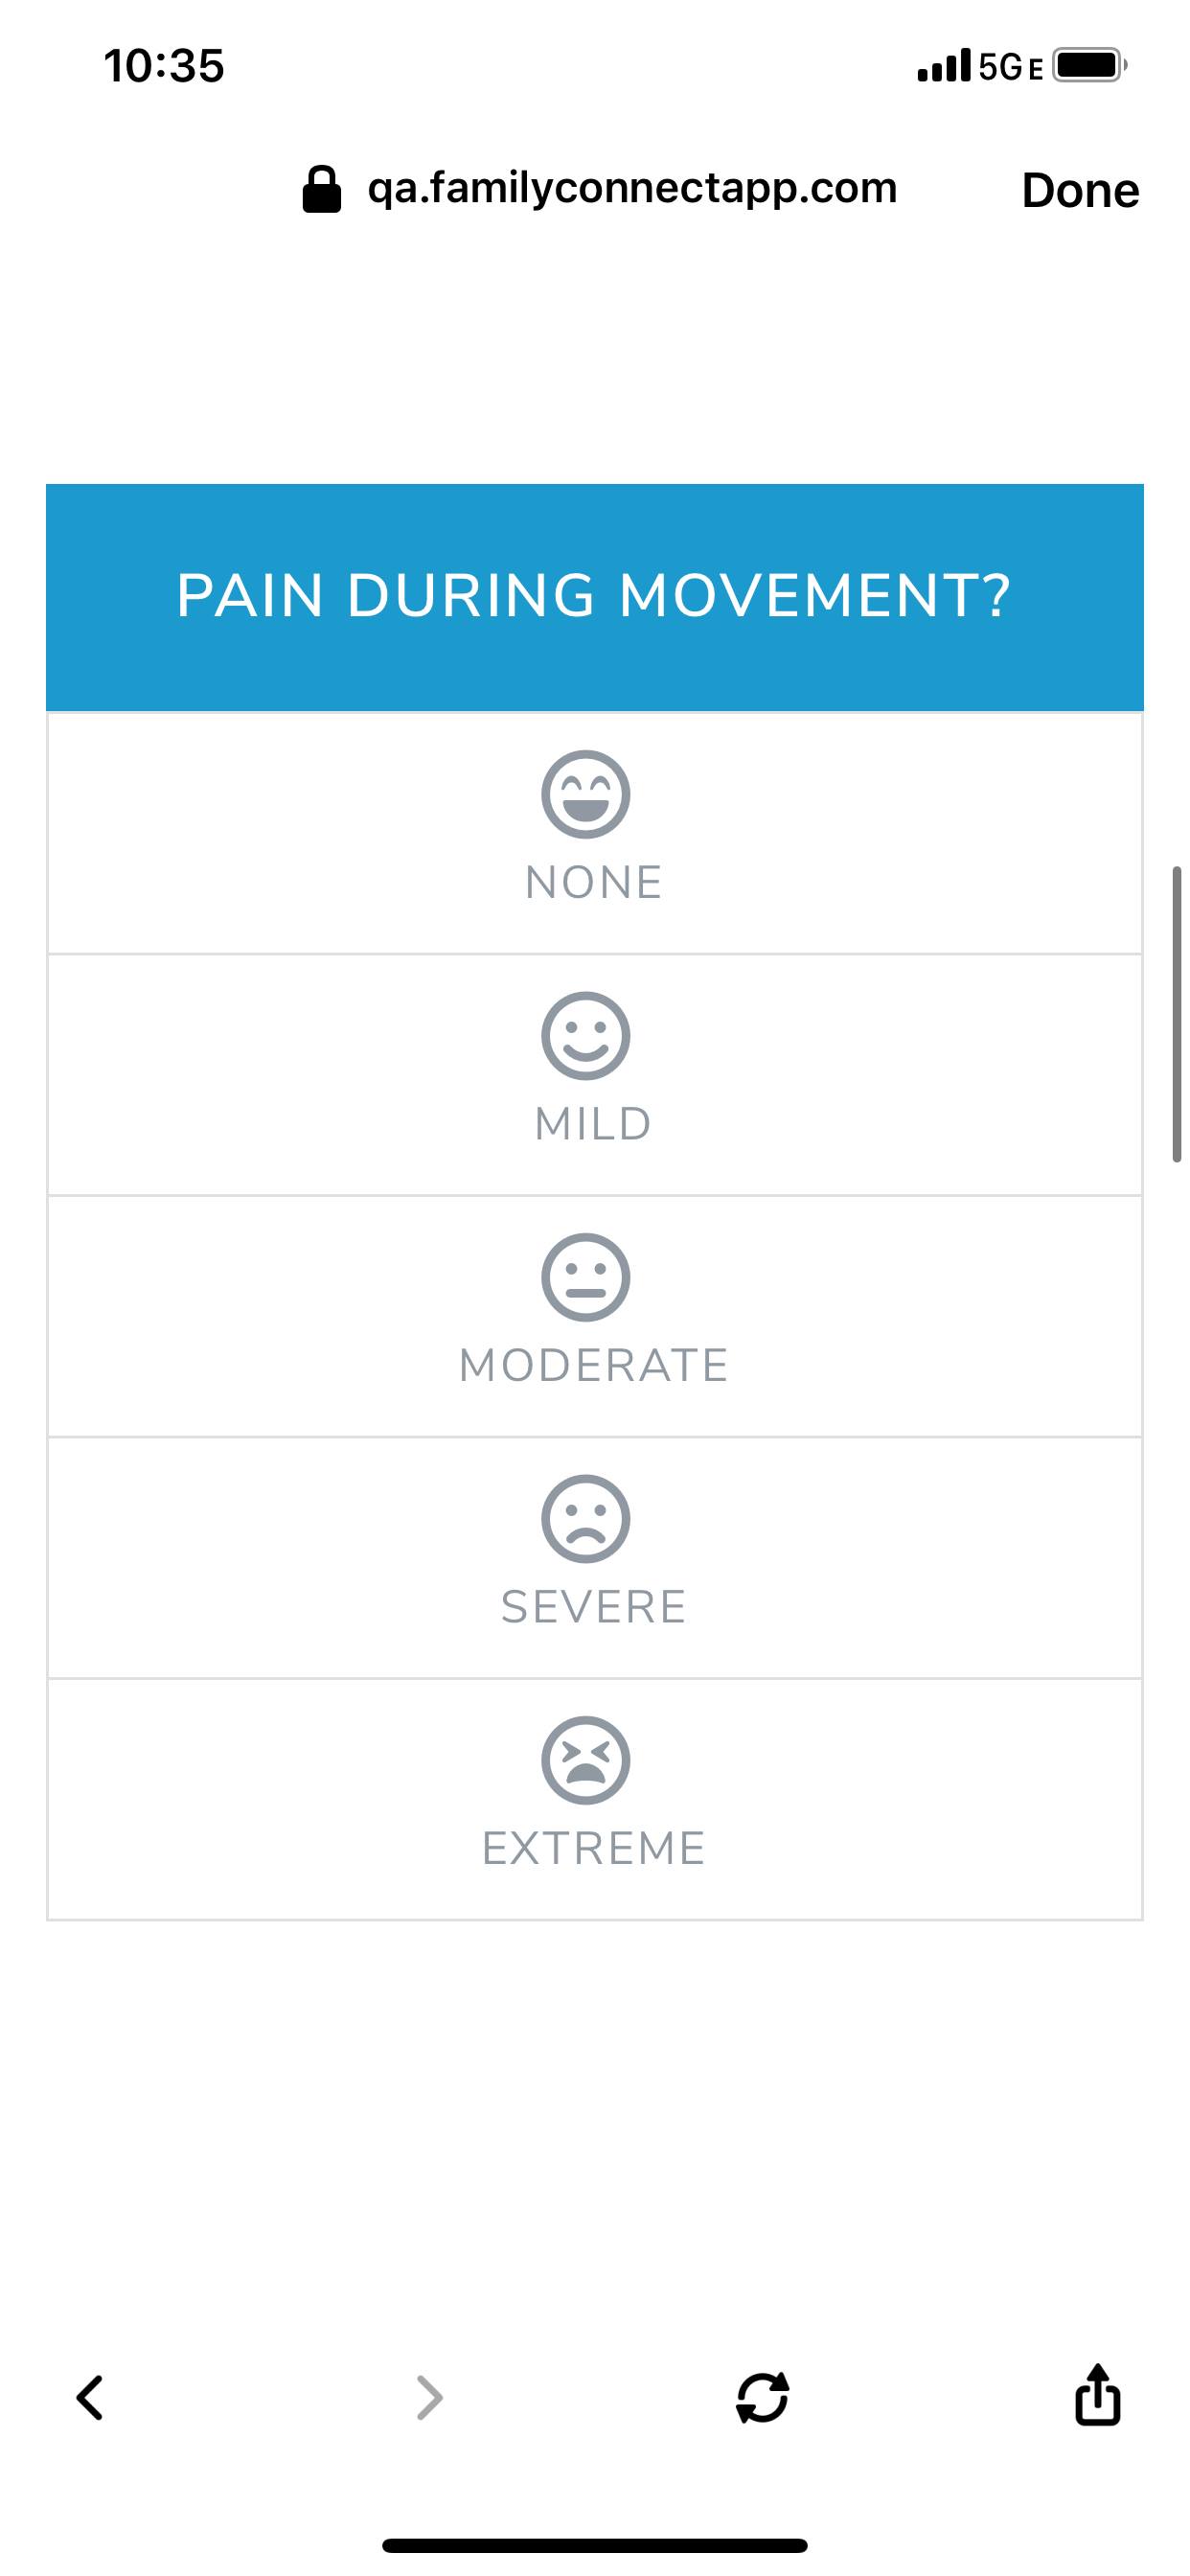 10:35 5G E
qa.familyconnectapp.com Done
PAIN DURING MOVEMENT?
NONE
MILD
MODERATE
SEVERE
EXTREME